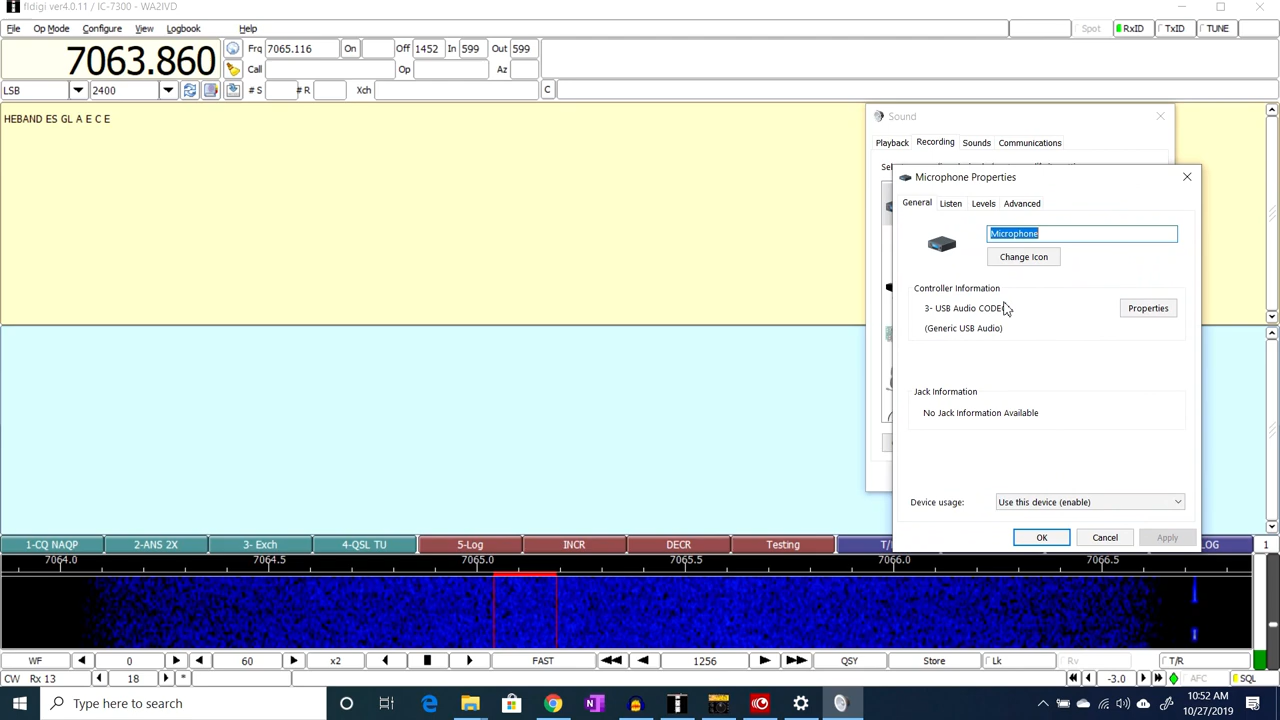 fldigi ver4.0.11 / IC-7300 - WA2IVD
File Op Mode Configure View Logbook Help
Spot RxID TxID TUNE
7063.860
Frq 7065.116 On Off 1452 In 599 Out 599
Call Op Az
LSB 2400 # S # R Xch C
HEBAND ES GL A E C E
Sound
Playback Recording Sounds Communications
Microphone Properties
General Listen Levels Advanced
Microphone
Change Icon
Controller Information
3- USB Audio CODEC
Properties
(Generic USB Audio)
Jack Information
No Jack Information Available
Device usage: Use this device (enable)
OK Cancel Apply
1-CQ NAQP 2-ANS 2X 3- Exch 4-QSL TU 5-Log INCR DECR Testing T/ LOG 1
7064.0 7064.5 7065.0 7065.5 7066.0 7066.5
WF 0 60 x2 FAST 1256 QSY Store Lk Rv T/R
CW Rx 13 18 * -3.0 AFC SQL
Type here to search
10:52 AM
10/27/2019